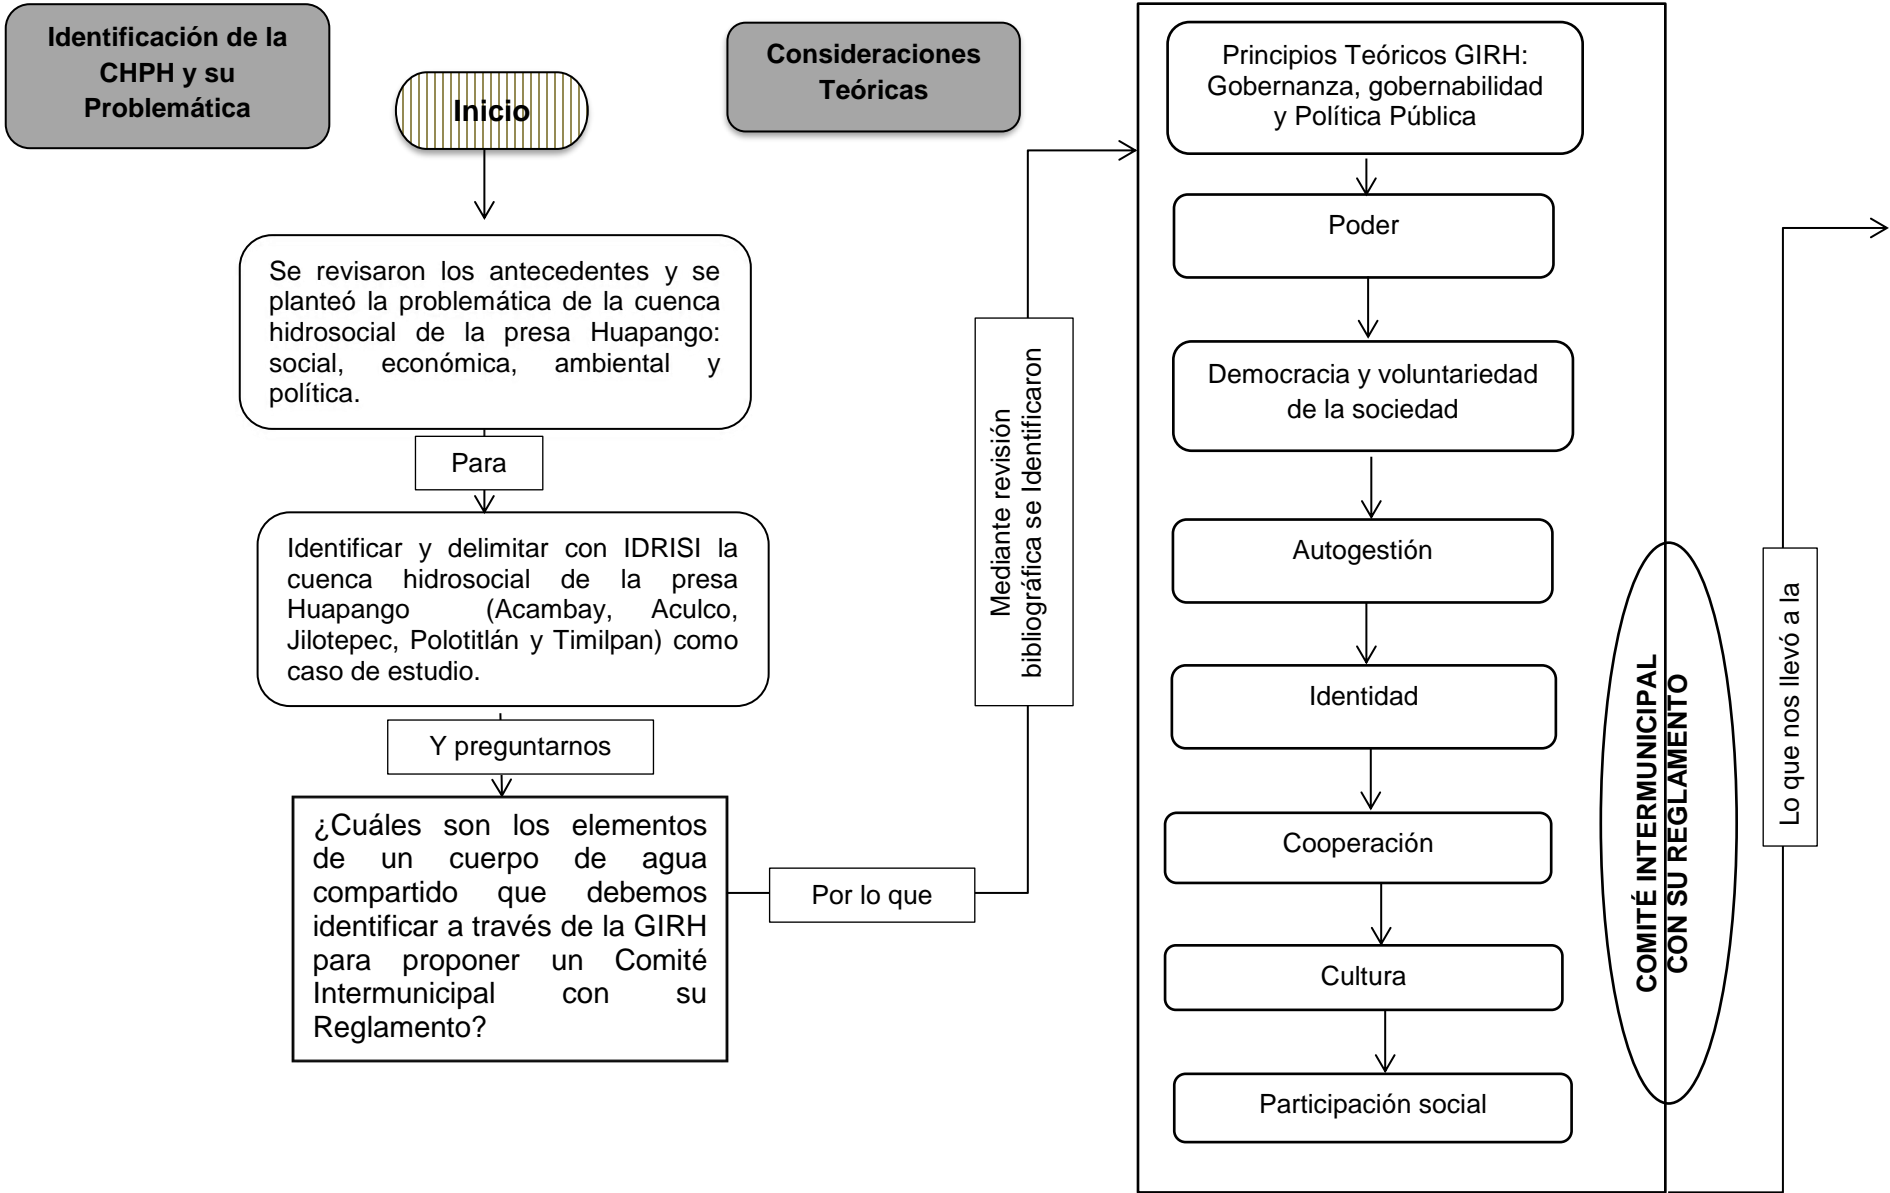 Identificación de la
CHPH y su
Problemática
Inicio
Se revisaron los antecedentes y se
planteó la problemática de la cuenca
hidrosocial de la presa Huapango:
social, económica, ambiental y
política.
Para
Identificar y delimitar con IDRISI la
cuenca hidrosocial de la presa
Huapango (Acambay, Aculco,
Jilotepec, Polotitlán y Timilpan) como
caso de estudio.
Y preguntarnos
¿Cuáles son los elementos
de un cuerpo de agua
compartido que debemos
identificar a través de la GIRH
para proponer un Comité
Intermunicipal con su
Reglamento?
Por lo que
Mediante revisión
bibliográfica se Identificaron
Consideraciones
Teóricas
Principios Teóricos GIRH:
Gobernanza, gobernabilidad
y Política Pública
Poder
Democracia y voluntariedad
de la sociedad
Autogestión
Identidad
Cooperación
Cultura
Participación social
COMITÉ INTERMUNICIPAL
CON SU REGLAMENTO
Lo que nos llevó a la